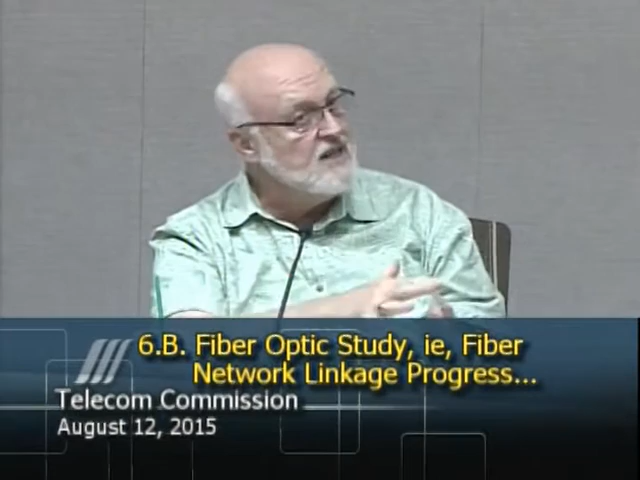 6.B. Fiber Optic Study, ie, Fiber
Network Linkage Progress...
Telecom Commission
August 12, 2015